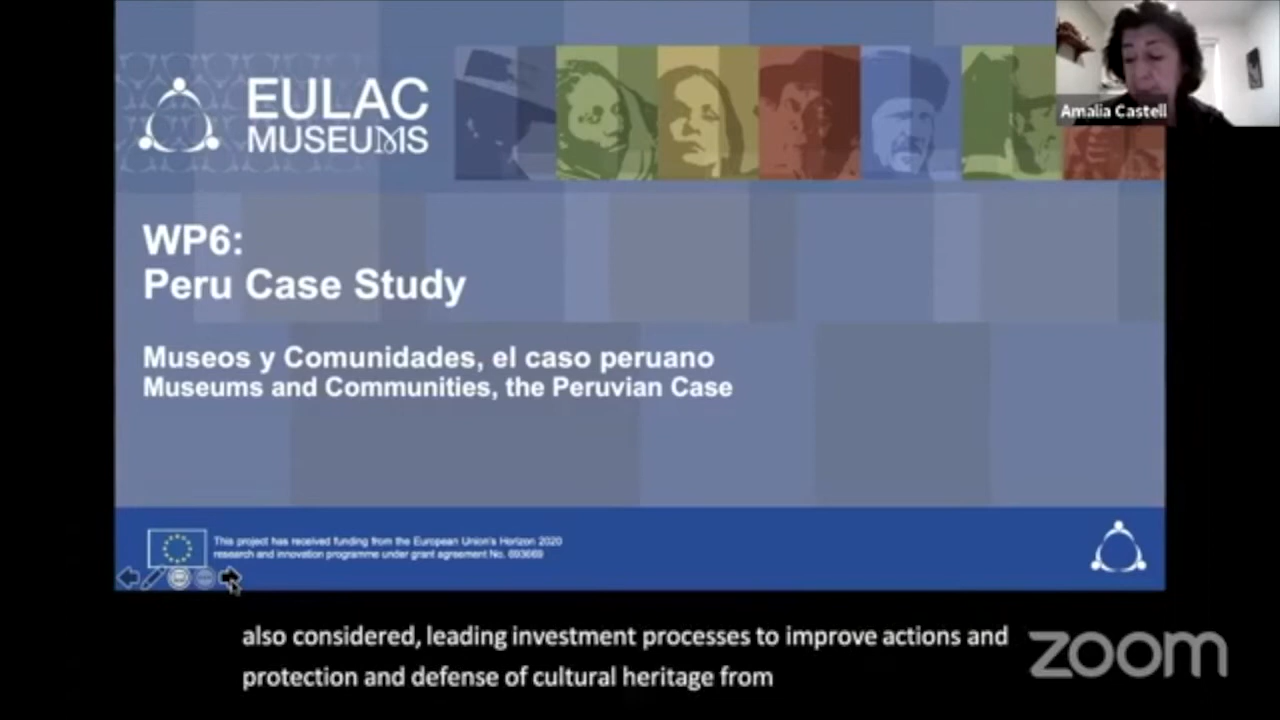 EULAC
MUSEUMS
Amalia Castell
WP6:
Peru Case Study
Museos y Comunidades, el caso peruano
Museums and Communities, the Peruvian Case
This project has received funding from the European Union's Horizon 2020
research and innovation programme under grant agreement No. 693669
also considered, leading investment processes to improve actions and
protection and defense of cultural heritage from
zoom